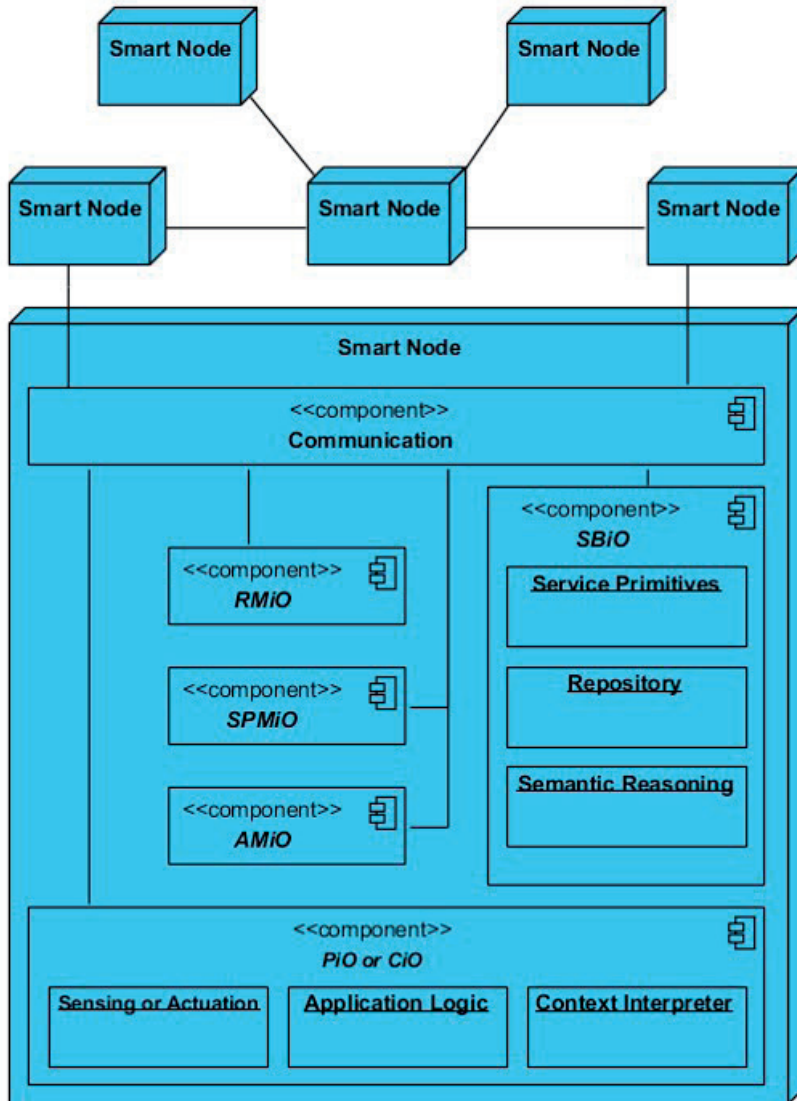 Smart Node
Smart Node
Smart Node
Smart Node
Smart Node
Smart Node
<<component>>
Communication
<<component>>
RMiO
<<component>>
SPMiO
<<component>>
AMiO
<<component>>
SBiO
Service Primitives
Repository
Semantic Reasoning
<<component>>
PiO or CiO
Sensing or Actuation
Application Logic
Context Interpreter